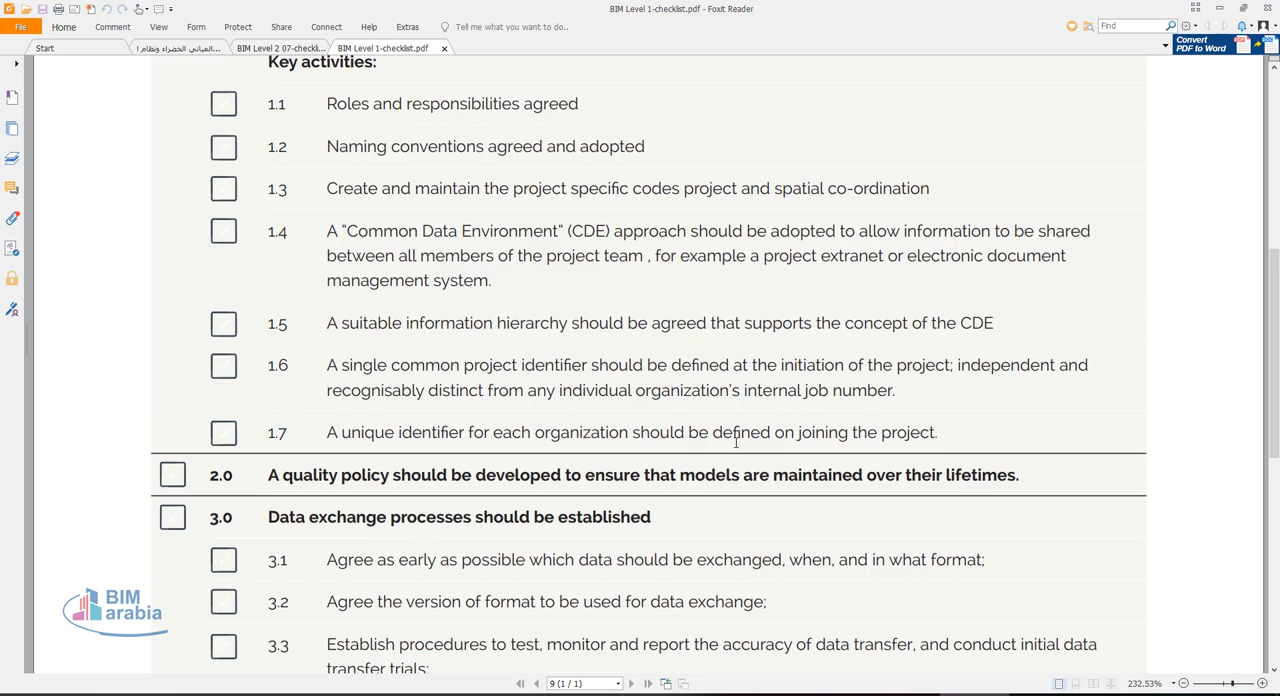 BIM Level 1-checklist.pdf - Foxit Reader
File Home Comment View Form Protect Share Connect Help Extras Tell me what you want to do..
Find
Convert
PDF to Word
Start
المباني الخضراء ونظام ا...
BIM Level 2 07-checkli...
BIM Level 1-checklist.pdf
Key activities:
1.1 Roles and responsibilities agreed
1.2 Naming conventions agreed and adopted
1.3 Create and maintain the project specific codes project and spatial co-ordination
1.4 A “Common Data Environment” (CDE) approach should be adopted to allow information to be shared
between all members of the project team , for example a project extranet or electronic document
management system.
1.5 A suitable information hierarchy should be agreed that supports the concept of the CDE
1.6 A single common project identifier should be defined at the initiation of the project; independent and
recognisably distinct from any individual organization's internal job number.
1.7 A unique identifier for each organization should be defined on joining the project.
2.0 A quality policy should be developed to ensure that models are maintained over their lifetimes.
3.0 Data exchange processes should be established
3.1 Agree as early as possible which data should be exchanged, when, and in what format;
3.2 Agree the version of format to be used for data exchange;
3.3 Establish procedures to test, monitor and report the accuracy of data transfer, and conduct initial data
transfer trials;
BIM
arabia
9 (1 / 1)
232.53%